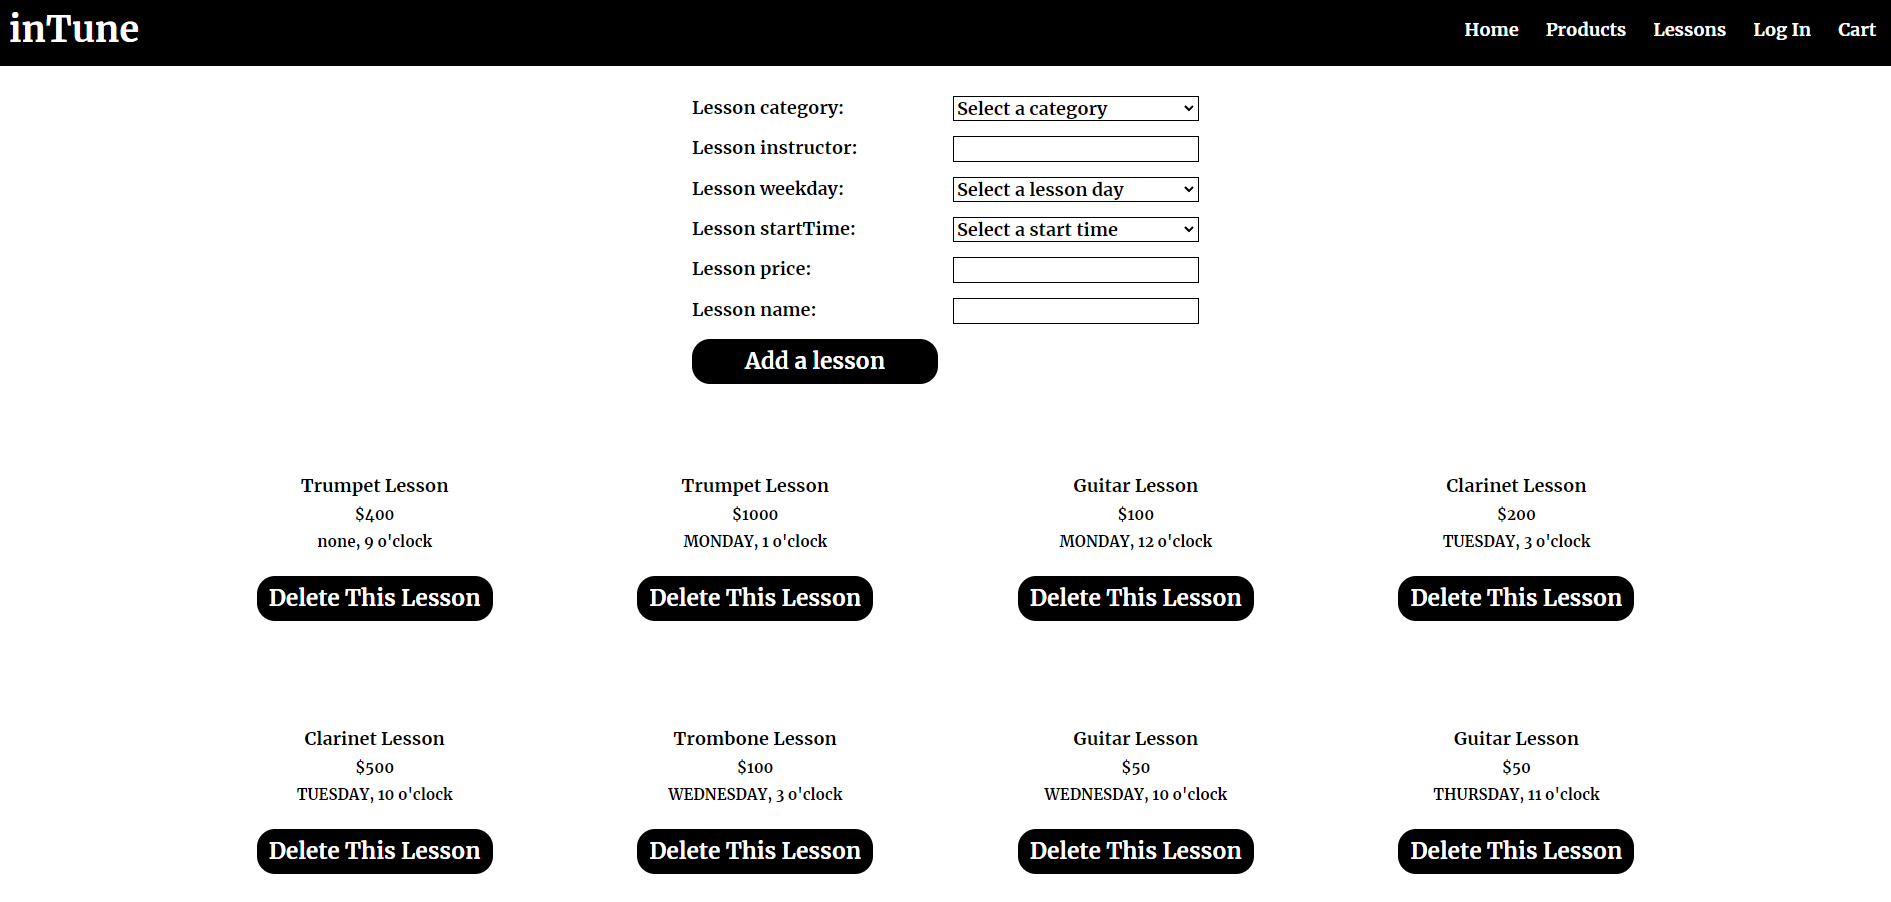 inTune
Home Products Lessons Log In Cart
Lesson category: Select a category
Lesson instructor:
Lesson weekday: Select a lesson day
Lesson startTime: Select a start time
Lesson price:
Lesson name:
Add a lesson
Trumpet Lesson
$400
none, 9 o'clock
Delete This Lesson
Trumpet Lesson
$1000
MONDAY, 1 o'clock
Delete This Lesson
Guitar Lesson
$100
MONDAY, 12 o'clock
Delete This Lesson
Clarinet Lesson
$200
TUESDAY, 3 o'clock
Delete This Lesson
Clarinet Lesson
$500
TUESDAY, 10 o'clock
Delete This Lesson
Trombone Lesson
$100
WEDNESDAY, 3 o'clock
Delete This Lesson
Guitar Lesson
$50
WEDNESDAY, 10 o'clock
Delete This Lesson
Guitar Lesson
$50
THURSDAY, 11 o'clock
Delete This Lesson